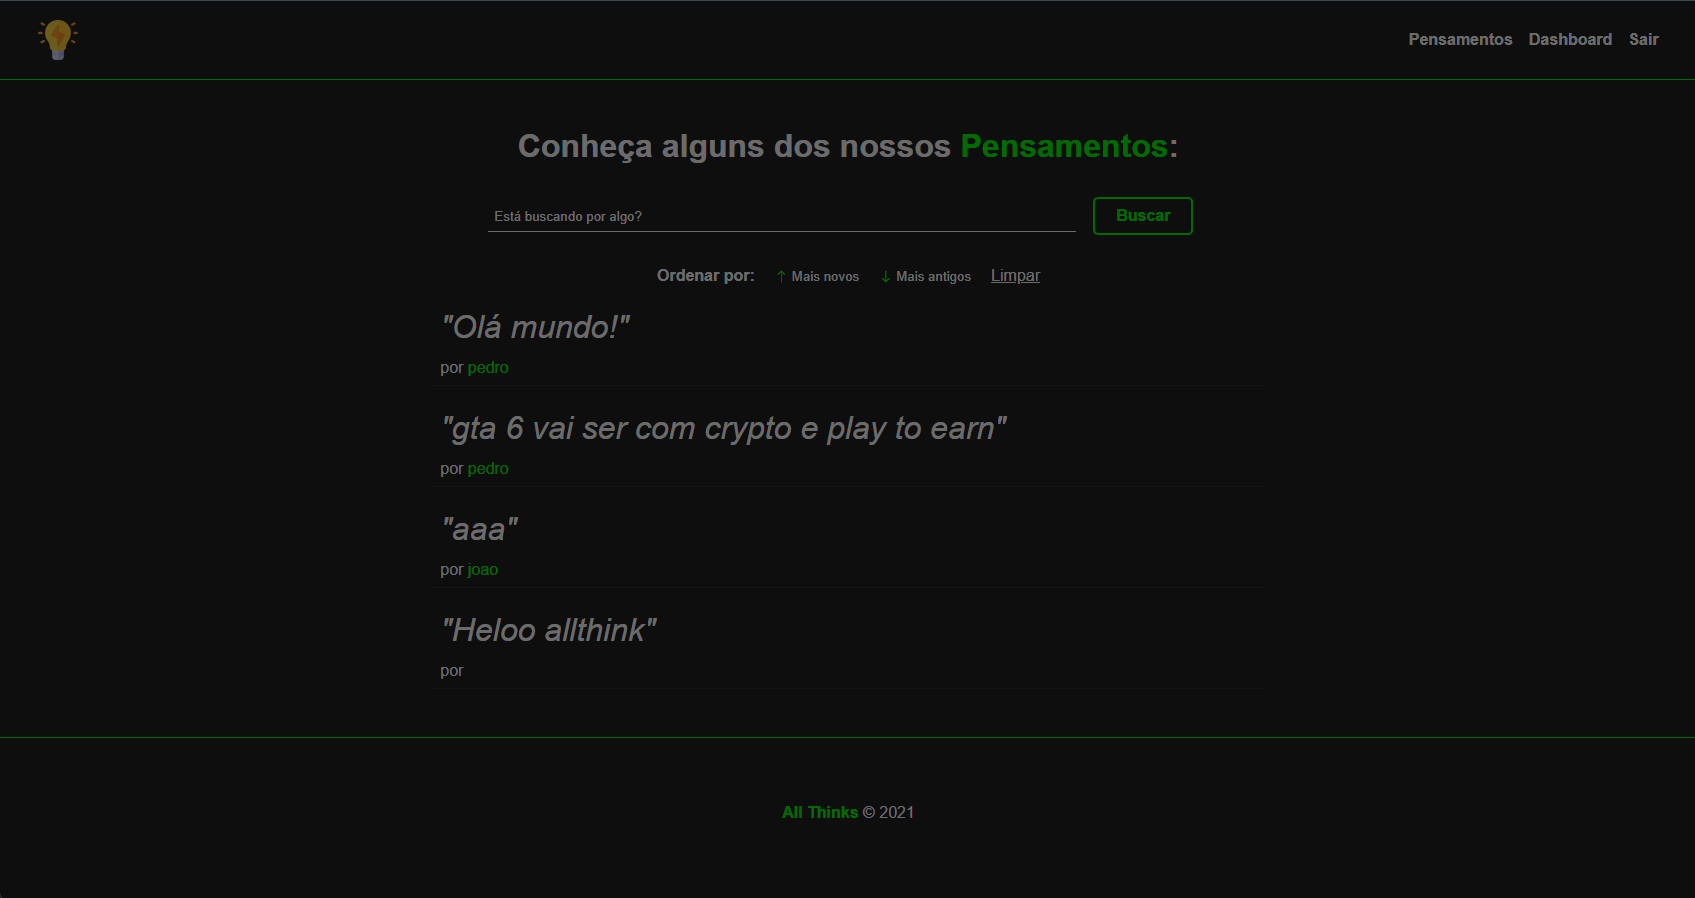 Pensamentos Dashboard Sair
Conheça alguns dos nossos Pensamentos:
Está buscando por algo? Buscar
Ordenar por: ↑ Mais novos ↓ Mais antigos Limpar
"Olá mundo!"
por pedro
"gta 6 vai ser com crypto e play to earn"
por pedro
"aaa"
por joao
"Heloo allthink"
por
All Thinks © 2021